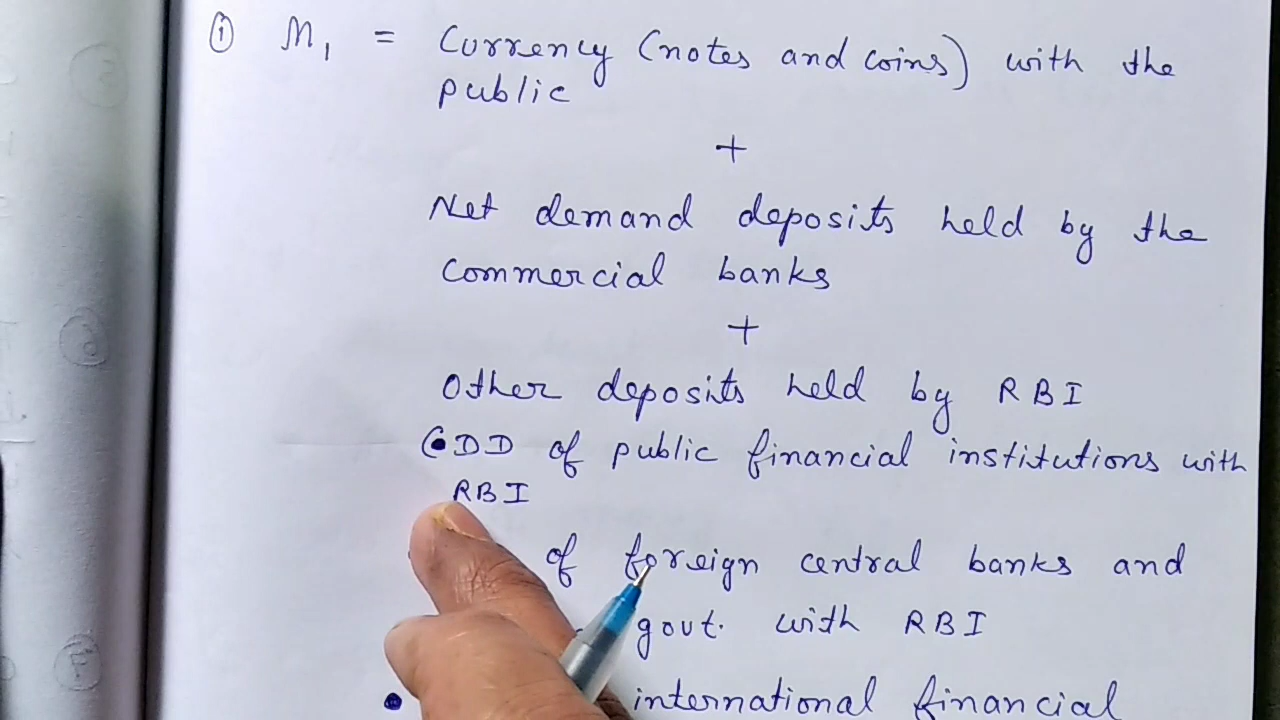 ① M₁ = Currency (notes and coins) with the
public
+
Net demand deposits held by the
commercial banks
+
Other deposits held by RBI
(• DD of public financial institutions with
RBI
of foreign central banks and
govt. with RBI
• international financial